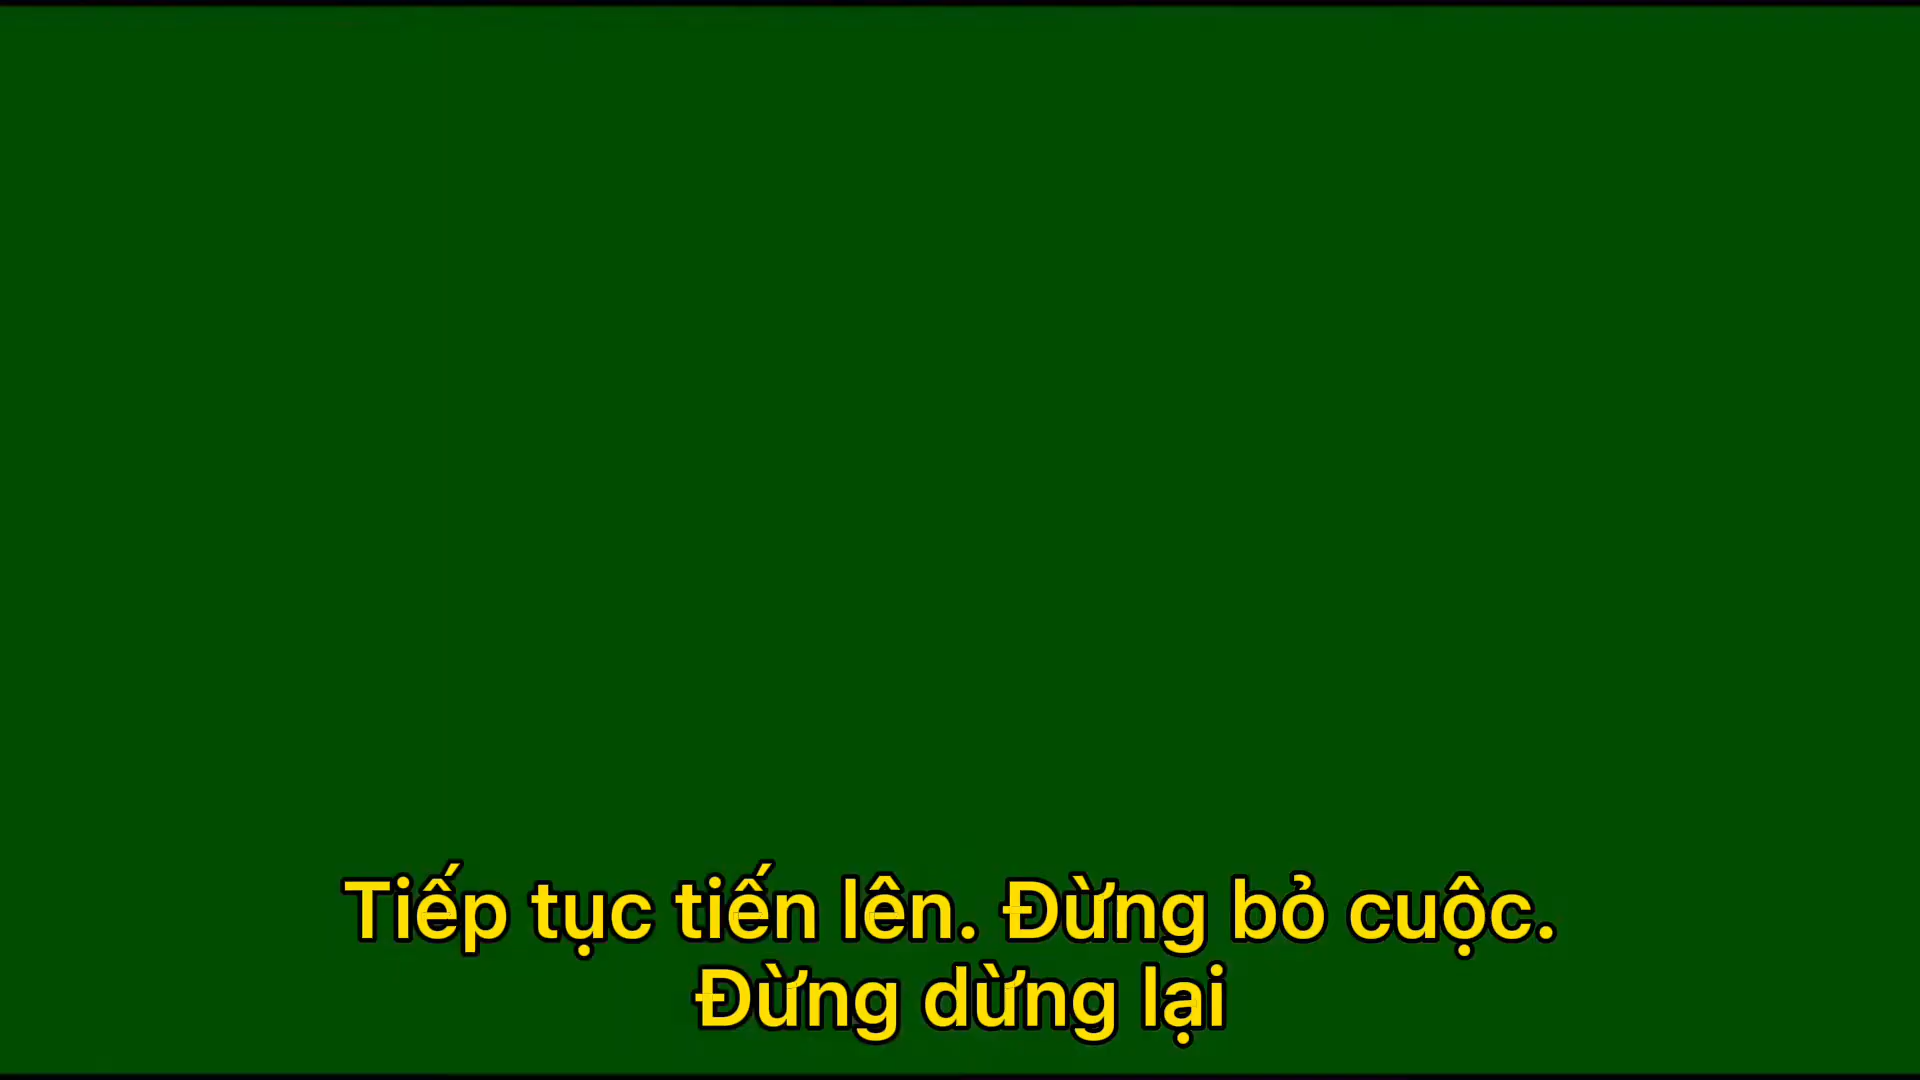 Tiếp tục tiến lên. Đừng bỏ cuộc.
Đừng dừng lại